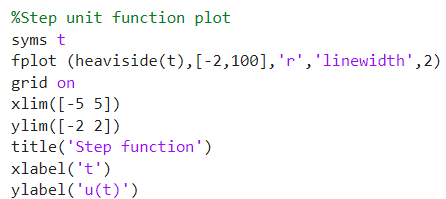 %Step unit function plot
syms t
fplot (heaviside(t),[-2,100],'r','linewidth',2)
grid on
xlim([-5 5])
ylim([-2 2])
title('Step function')
xlabel('t')
ylabel('u(t)')